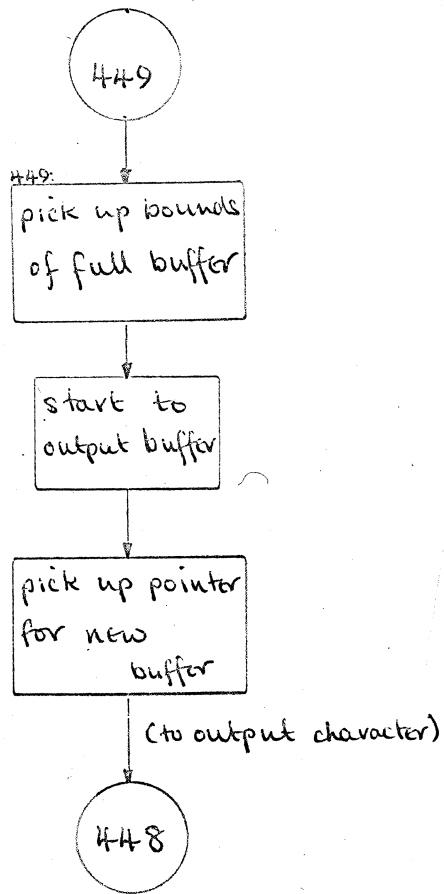 449
449:
pick up bounds
of full buffer
start to
output buffer
pick up pointer
for new
buffer
(to output character)
448